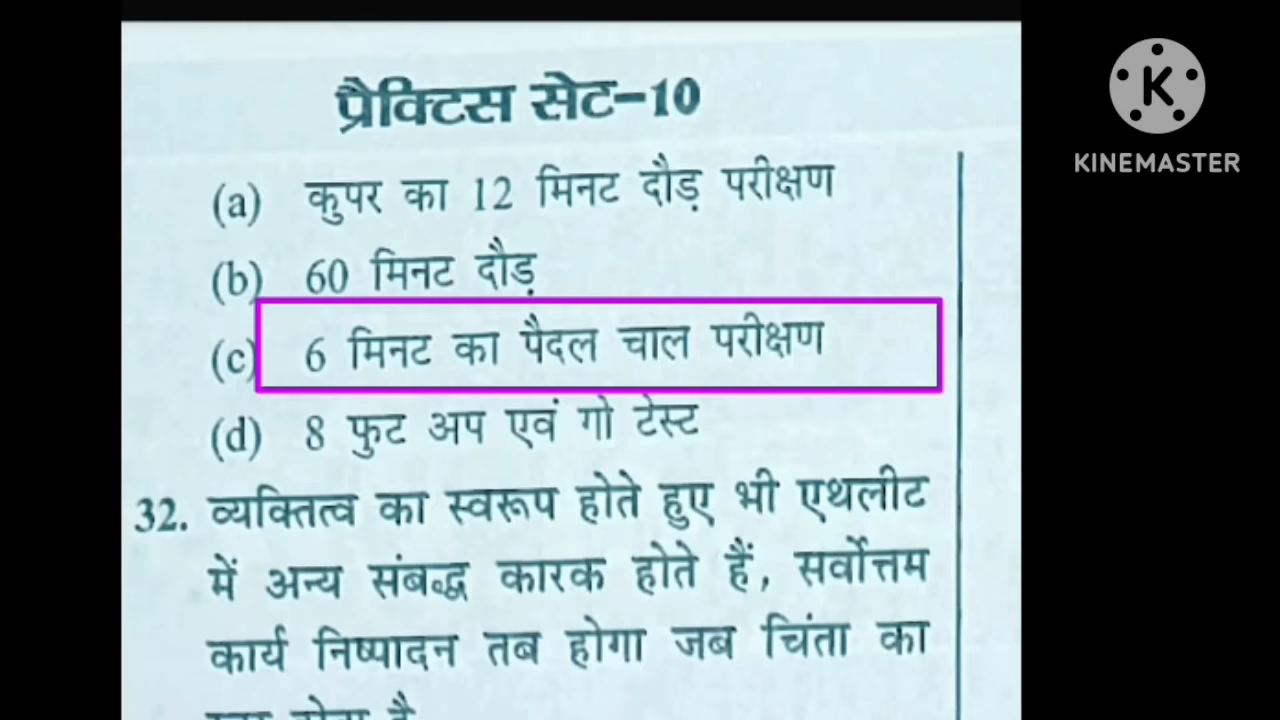 प्रैक्टिस सेट-10
K
KINEMASTER
(a) कुपर का 12 मिनट दौड़ परीक्षण
(b) 60 मिनट दौड़
(c) 6 मिनट का पैदल चाल परीक्षण
(d) 8 फुट अप एवं गो टेस्ट
32. व्यक्तित्व का स्वरूप होते हुए भी एथलीट
में अन्य संबद्ध कारक होते हैं, सर्वोत्तम
कार्य निष्पादन तब होगा जब चिंता का